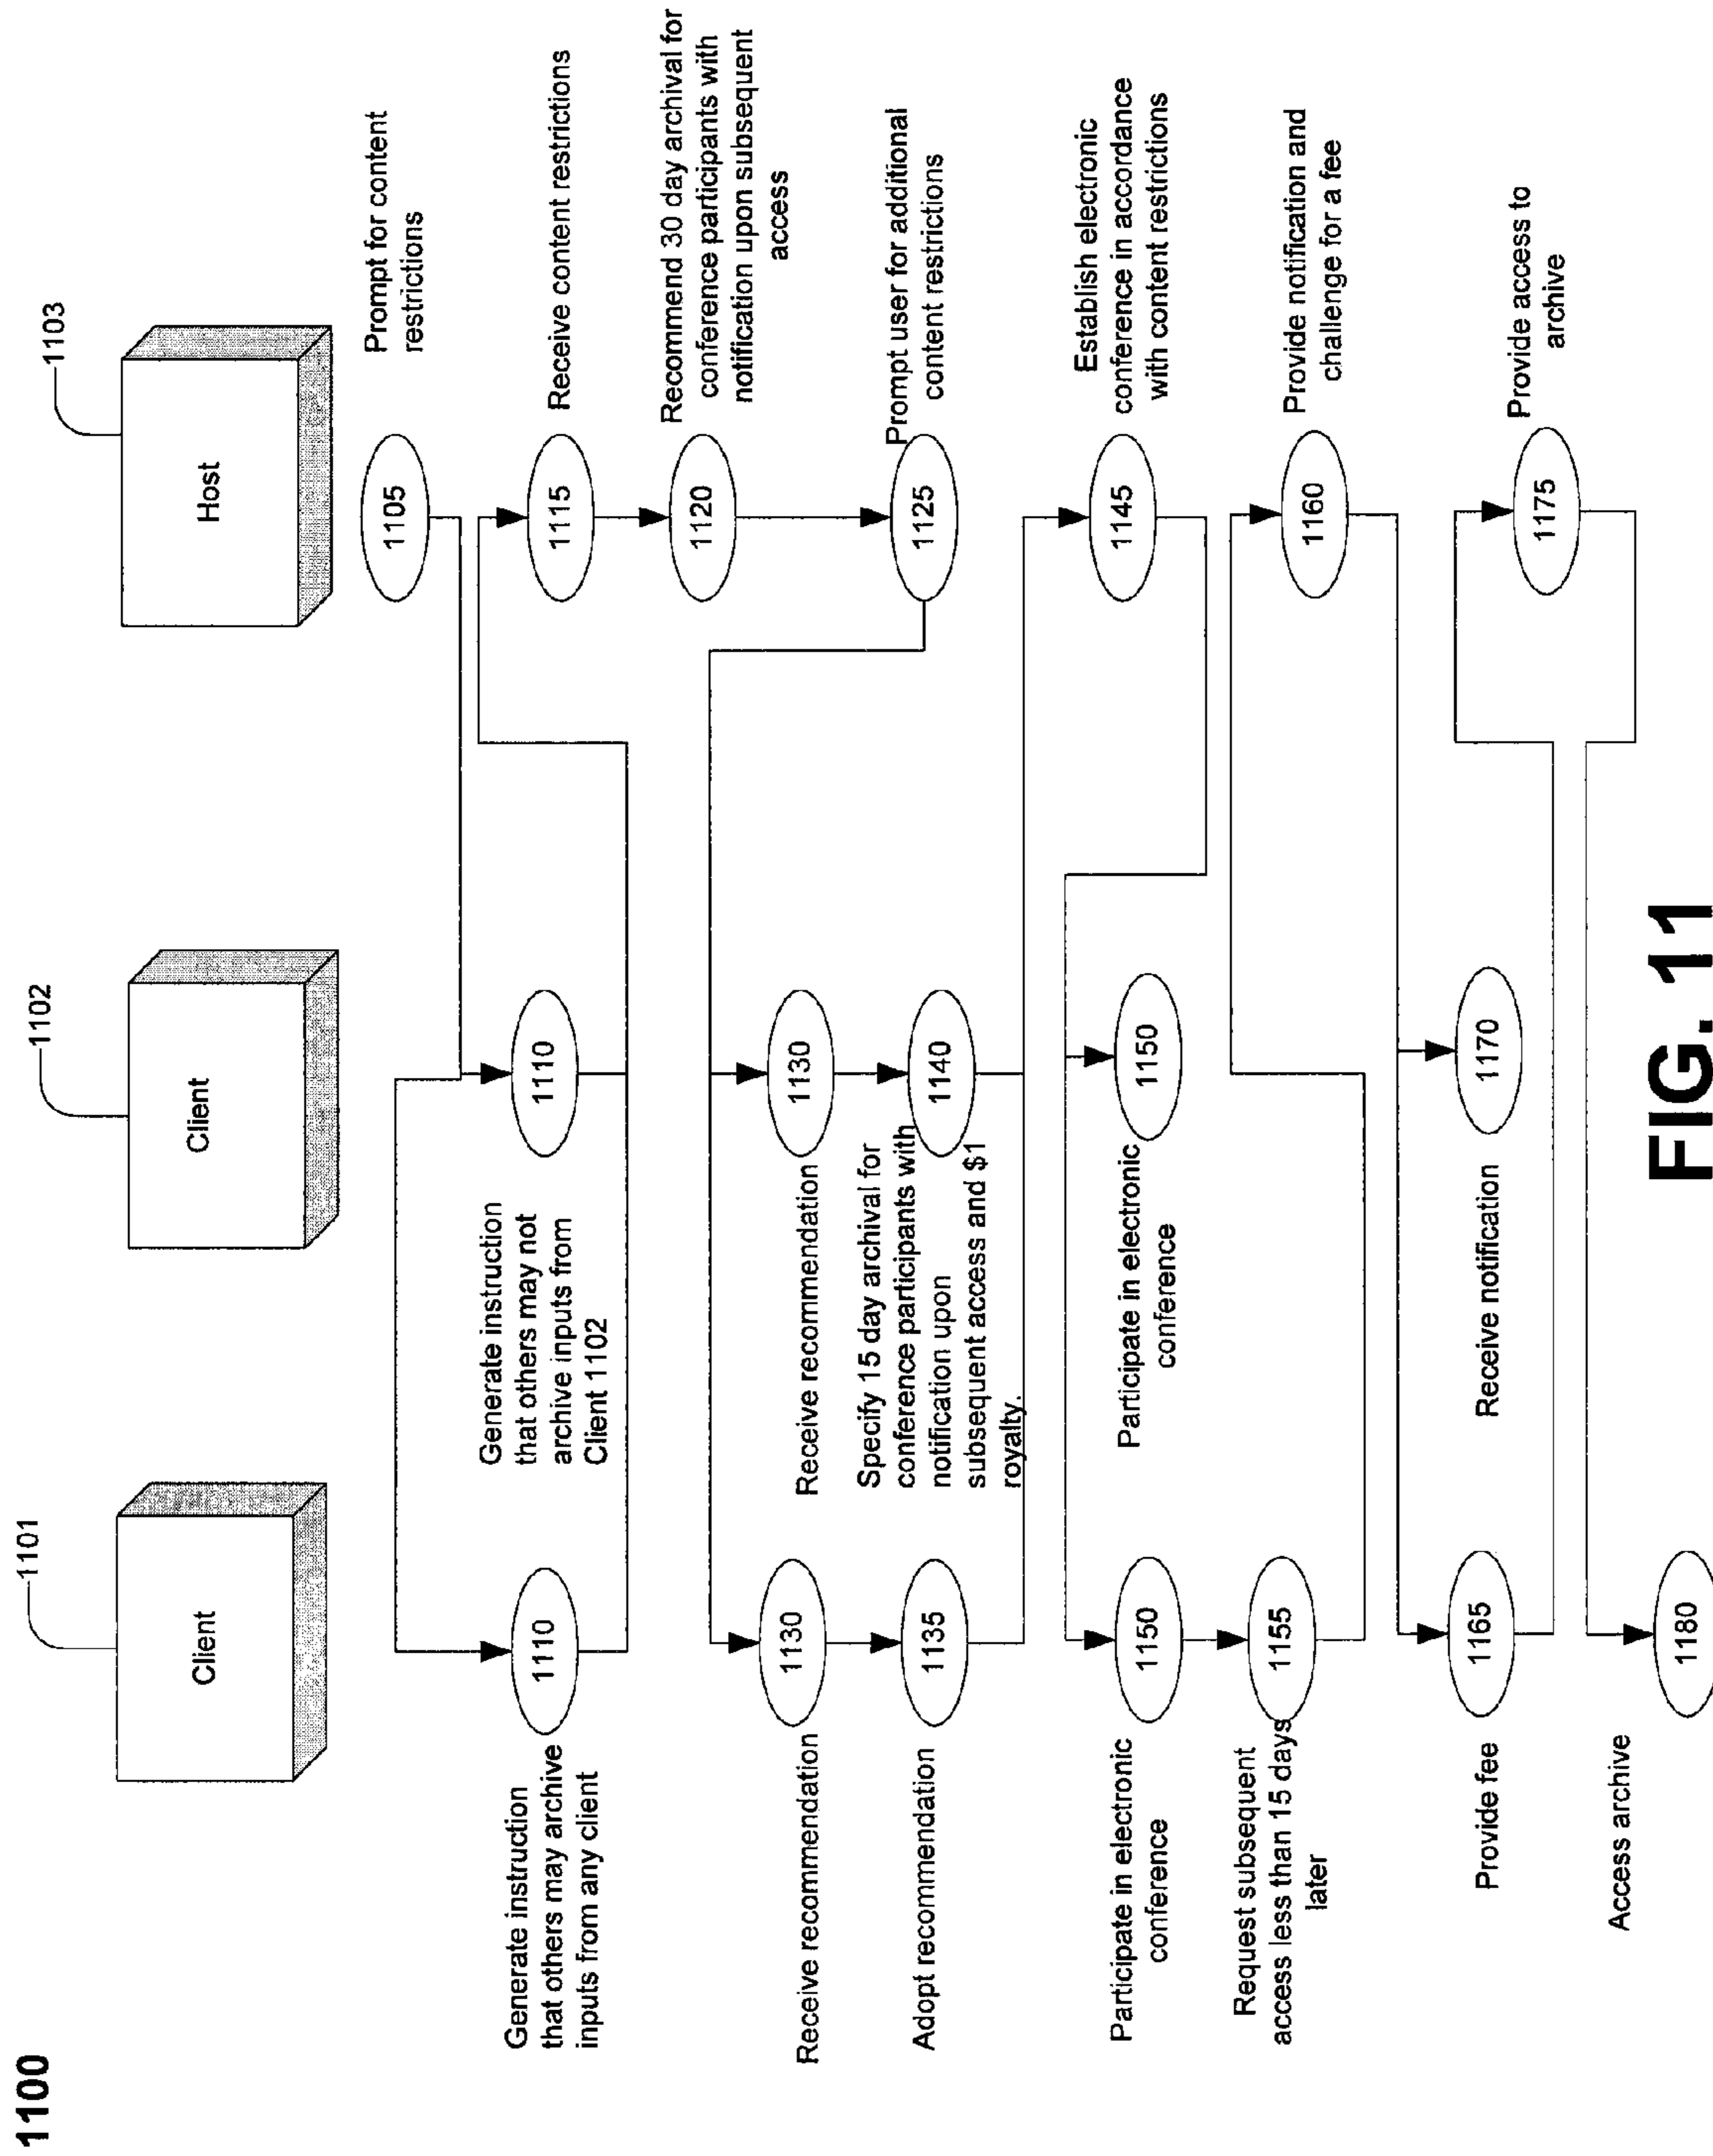 1100
1101
1102
1103
Client
Client
Host
1105
Prompt for content
restrictions
Generate instruction
that others may archive
inputs from any client
1110
Generate instruction
that others may not
archive inputs from
Client 1102
1110
1115
Receive content restrictions
1120
Recommend 30 day archival for
conference participants with
notification upon subsequent
access
1125
Prompt user for additional
content restrictions
Receive recommendation
1130
Receive recommendation
1130
Adopt recommendation
1135
Specify 15 day archival for
conference participants with
notification upon
subsequent access and $1
royalty.
1140
1145
Establish electronic
conference in accordance
with content restrictions
Participate in electronic
conference
1150
Participate in electronic
conference
1150
Request subsequent
access less than 15 days
later
1155
1160
Provide notification and
challenge for a fee
Provide fee
1165
Receive notification
1170
1175
Provide access to
archive
Access archive
1180
FIG. 11